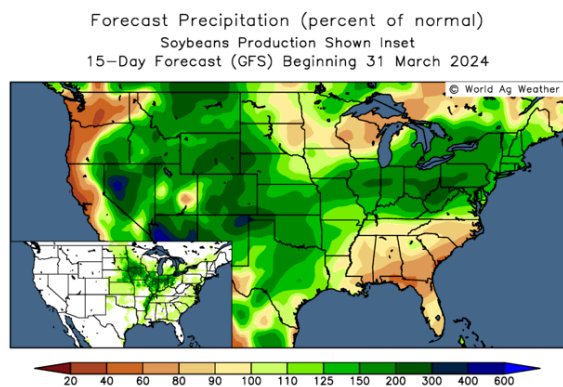 Forecast Precipitation (percent of normal)
Soybeans Production Shown Inset
15-Day Forecast (GFS) Beginning 31 March 2024
© World Ag Weather
20 40 60 80 90 100 110 125 150 200 300 400 600